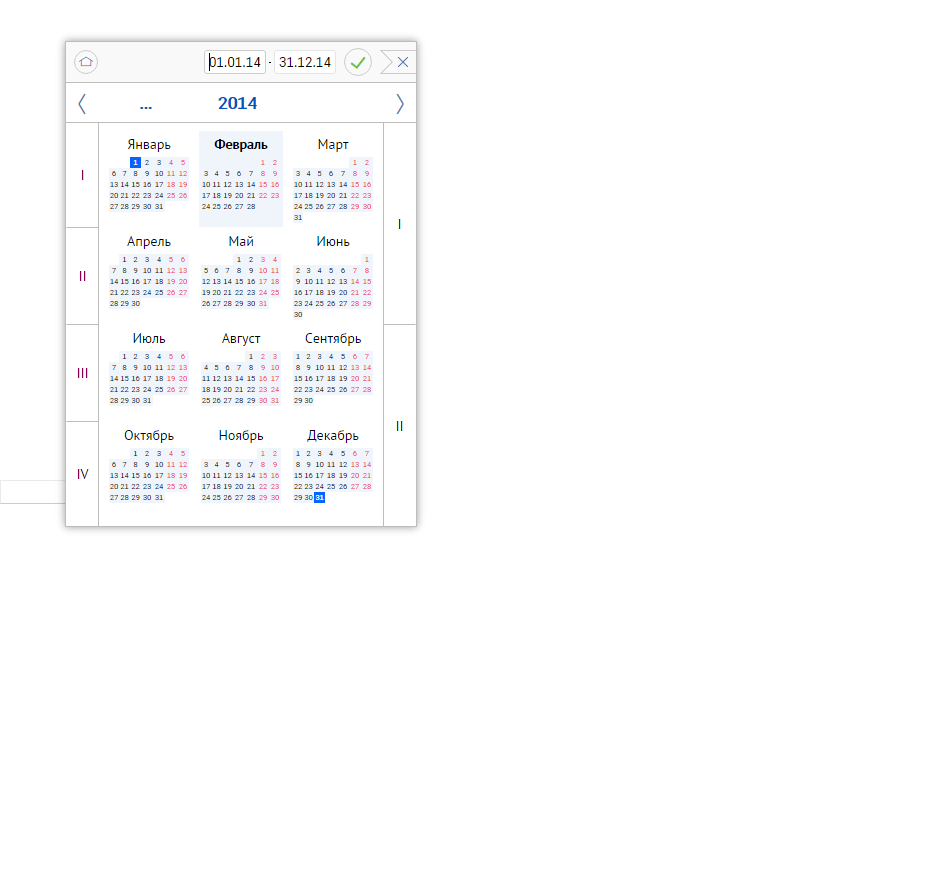 01.01.14 - 31.12.14
... 2014
Январь Февраль Март
1 2 3 4 5 1 2 1 2
6 7 8 9 10 11 12 3 4 5 6 7 8 9 3 4 5 6 7 8 9
I 13 14 15 16 17 18 19 10 11 12 13 14 15 16 10 11 12 13 14 15 16
20 21 22 23 24 25 26 17 18 19 20 21 22 23 17 18 19 20 21 22 23
27 28 29 30 31 24 25 26 27 28 24 25 26 27 28 29 30
31
I
Апрель Май Июнь
1 2 3 4 5 6 1 2 3 4 1
7 8 9 10 11 12 13 5 6 7 8 9 10 11 2 3 4 5 6 7 8
II 14 15 16 17 18 19 20 12 13 14 15 16 17 18 9 10 11 12 13 14 15
21 22 23 24 25 26 27 19 20 21 22 23 24 25 16 17 18 19 20 21 22
28 29 30 26 27 28 29 30 31 23 24 25 26 27 28 29
30
Июль Август Сентябрь
1 2 3 4 5 6 1 2 3 1 2 3 4 5 6 7
7 8 9 10 11 12 13 4 5 6 7 8 9 10 8 9 10 11 12 13 14
III 14 15 16 17 18 19 20 11 12 13 14 15 16 17 15 16 17 18 19 20 21
21 22 23 24 25 26 27 18 19 20 21 22 23 24 22 23 24 25 26 27 28
28 29 30 31 25 26 27 28 29 30 31 29 30
II
Октябрь Ноябрь Декабрь
1 2 3 4 5 1 2 1 2 3 4 5 6 7
6 7 8 9 10 11 12 3 4 5 6 7 8 9 8 9 10 11 12 13 14
IV 13 14 15 16 17 18 19 10 11 12 13 14 15 16 15 16 17 18 19 20 21
20 21 22 23 24 25 26 17 18 19 20 21 22 23 22 23 24 25 26 27 28
27 28 29 30 31 24 25 26 27 28 29 30 29 30 31